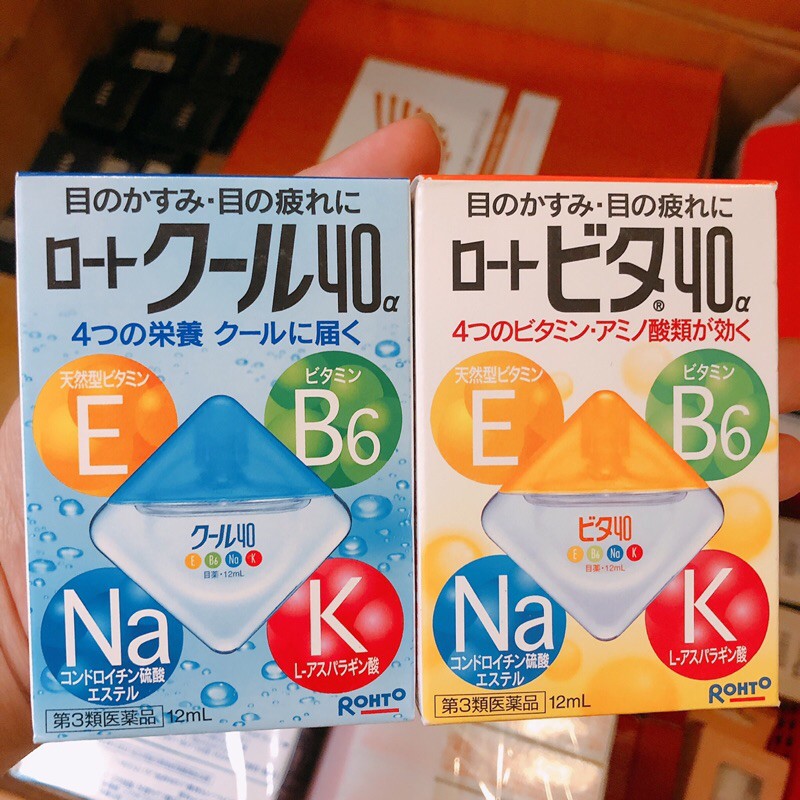 目のかすみ・目の疲れに
ロートクール40α
4つの栄養 クールに届く
天然型ビタミン
E
ビタミン
B6
クール40
E B6 Na K
目薬・12mL
Na
コンドロイチン硫酸
エステル
K
L-アスパラギン酸
第3類医薬品 12mL
ROHTO
目のかすみ・目の疲れに
ロートビタ®40α
4つのビタミン・アミノ酸類が効く
天然型ビタミン
E
ビタミン
B6
ビタ40
E B6 Na K
目薬・12mL
Na
コンドロイチン硫酸
エステル
K
L-アスパラギン酸
第3類医薬品 12mL
ROHTO